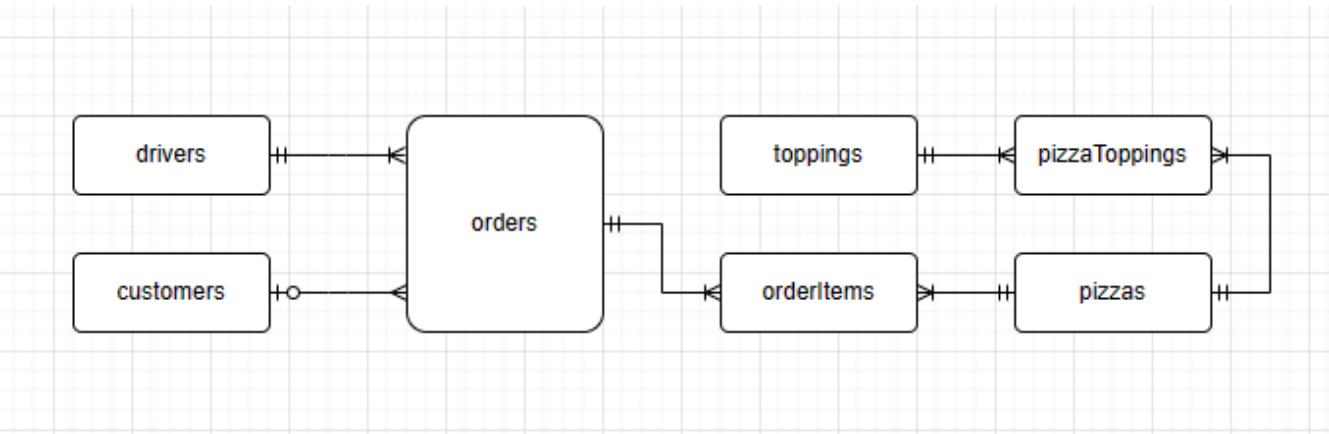 drivers
customers
orders
toppings
pizzaToppings
orderItems
pizzas